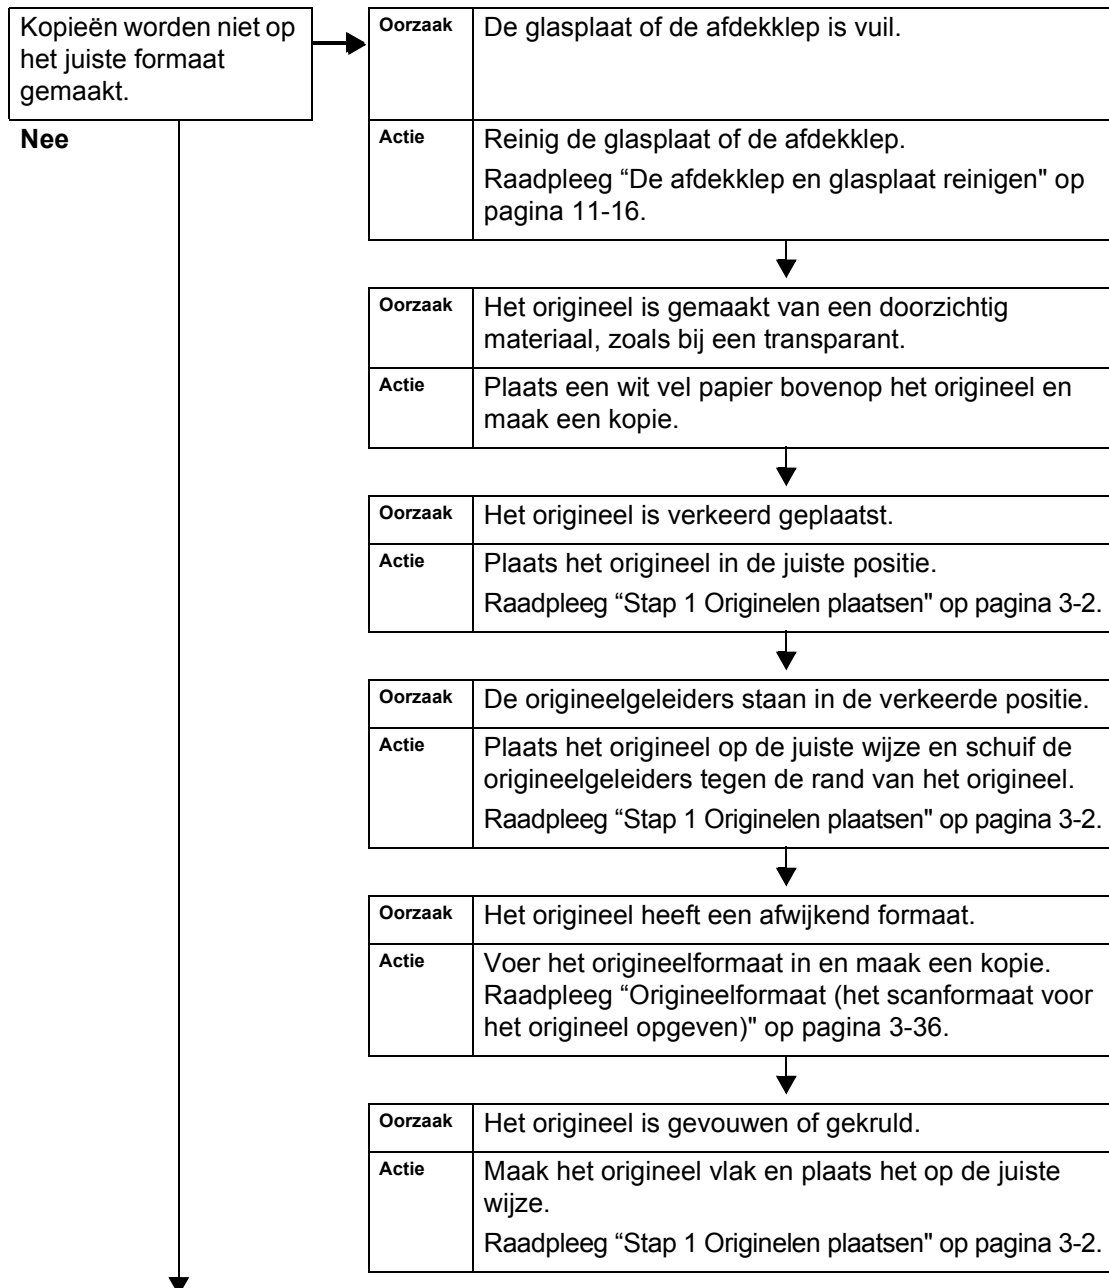 Kopieën worden niet op
het juiste formaat
gemaakt.
Nee
Oorzaak De glasplaat of de afdekklep is vuil.
Actie Reinig de glasplaat of de afdekklep.
Raadpleeg “De afdekklep en glasplaat reinigen" op
pagina 11-16.
Oorzaak Het origineel is gemaakt van een doorzichtig
materiaal, zoals bij een transparant.
Actie Plaats een wit vel papier bovenop het origineel en
maak een kopie.
Oorzaak Het origineel is verkeerd geplaatst.
Actie Plaats het origineel in de juiste positie.
Raadpleeg “Stap 1 Originelen plaatsen" op pagina 3-2.
Oorzaak De origineelgeleiders staan in de verkeerde positie.
Actie Plaats het origineel op de juiste wijze en schuif de
origineelgeleiders tegen de rand van het origineel.
Raadpleeg “Stap 1 Originelen plaatsen" op pagina 3-2.
Oorzaak Het origineel heeft een afwijkend formaat.
Actie Voer het origineelformaat in en maak een kopie.
Raadpleeg “Origineelformaat (het scanformaat voor
het origineel opgeven)" op pagina 3-36.
Oorzaak Het origineel is gevouwen of gekruld.
Actie Maak het origineel vlak en plaats het op de juiste
wijze.
Raadpleeg “Stap 1 Originelen plaatsen" op pagina 3-2.